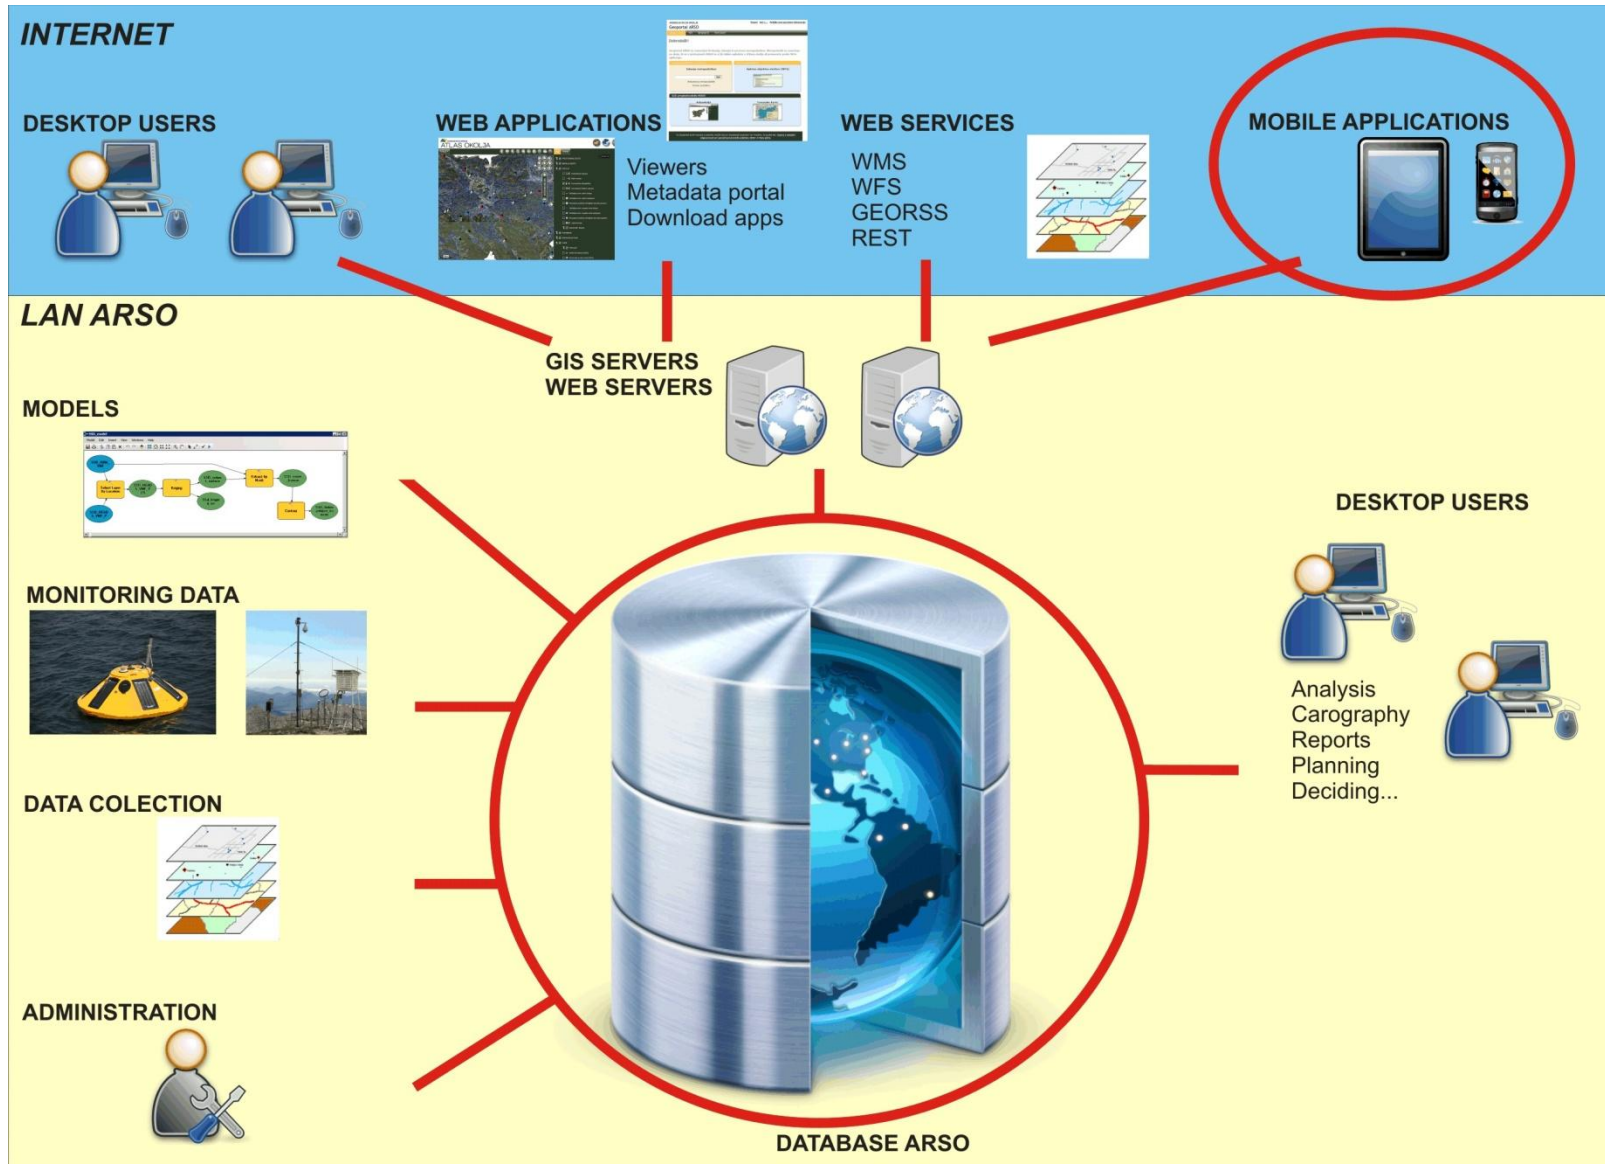 INTERNET
DESKTOP USERS
WEB APPLICATIONS
ATLAS OKOLJA
Viewers
Metadata portal
Download apps
WEB SERVICES
WMS
WFS
GEORSS
REST
MOBILE APPLICATIONS
LAN ARSO
GIS SERVERS
WEB SERVERS
MODELS
MONITORING DATA
DATA COLECTION
ADMINISTRATION
DESKTOP USERS
Analysis
Carography
Reports
Planning
Deciding...
DATABASE ARSO